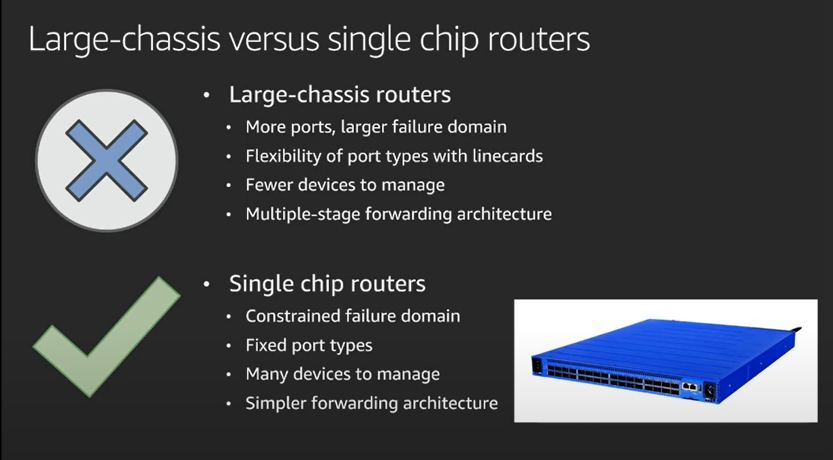 Large-chassis versus single chip routers
• Large-chassis routers
• More ports, larger failure domain
• Flexibility of port types with linecards
• Fewer devices to manage
• Multiple-stage forwarding architecture
• Single chip routers
• Constrained failure domain
• Fixed port types
• Many devices to manage
• Simpler forwarding architecture